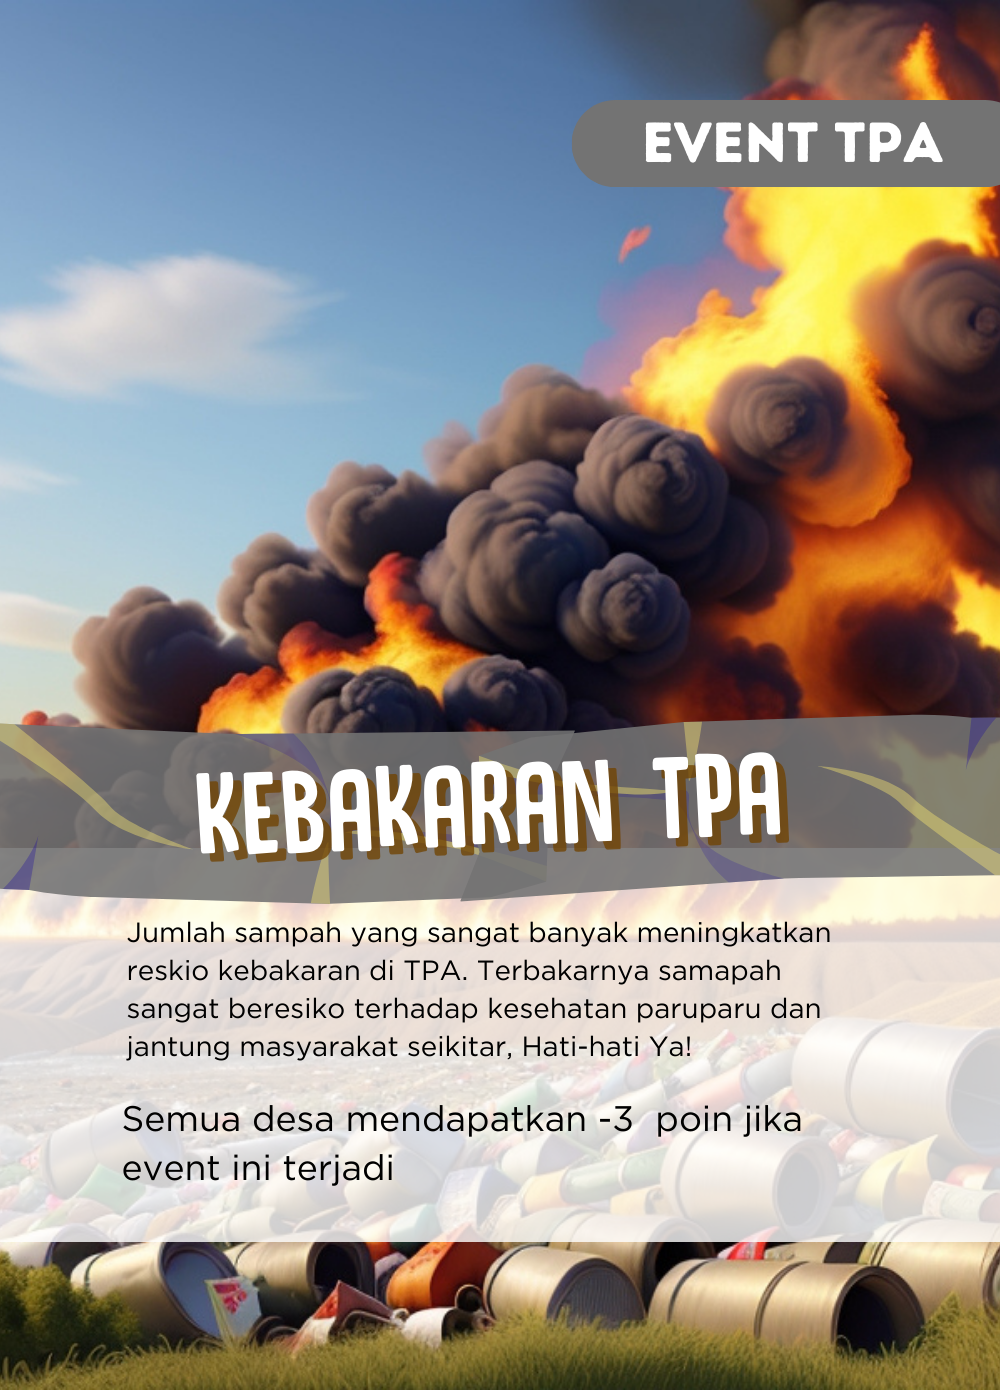 EVENT TPA
KEBAKARAN TPA
Jumlah sampah yang sangat banyak meningkatkan
reskio kebakaran di TPA. Terbakarnya samapah
sangat beresiko terhadap kesehatan paruparu dan
jantung masyarakat seikitar, Hati-hati Ya!
Semua desa mendapatkan -3 poin jika
event ini terjadi